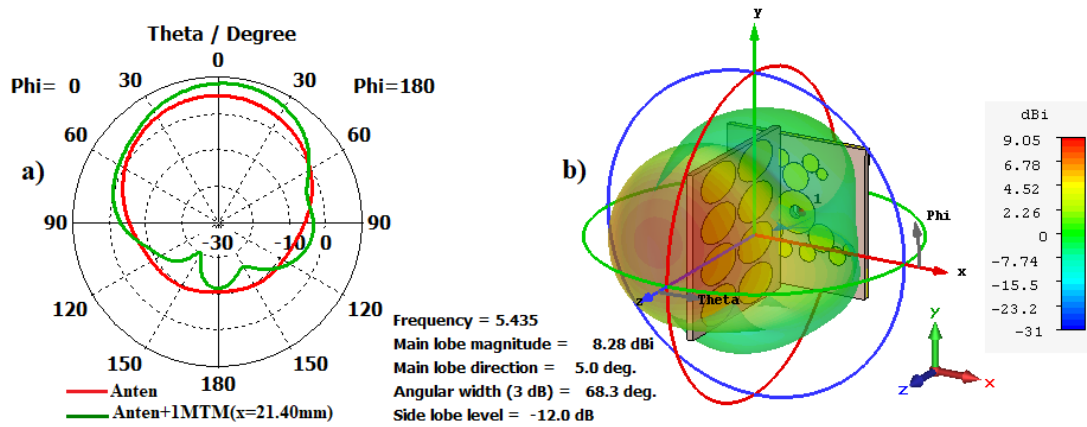 Theta / Degree
0
Phi= 0 30 30 Phi=180
60 60
a)
90 90
-30 -10 0
120 120
150 150
180
Anten
Anten+1MTM(x=21.40mm)
Frequency = 5.435
Main lobe magnitude = 8.28 dBi
Main lobe direction = 5.0 deg.
Angular width (3 dB) = 68.3 deg.
Side lobe level = -12.0 dB
b)
y
1
Phi
x
z
Theta
dBi
9.05
6.78
4.52
2.26
0
-7.74
-15.5
-23.2
-31
y
z
x